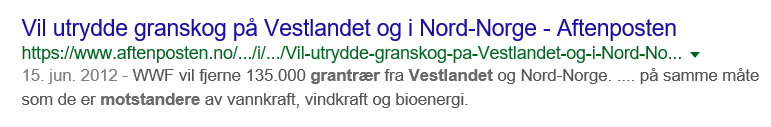 Vil utrydde granskog på Vestlandet og i Nord-Norge - Aftenposten
https://www.aftenposten.no/.../i/.../Vil-utrydde-granskog-pa-Vestlandet-og-i-Nord-No...
15. jun. 2012 - WWF vil fjerne 135.000 grantrær fra Vestlandet og Nord-Norge. .... på samme måte
som de er motstandere av vannkraft, vindkraft og bioenergi.